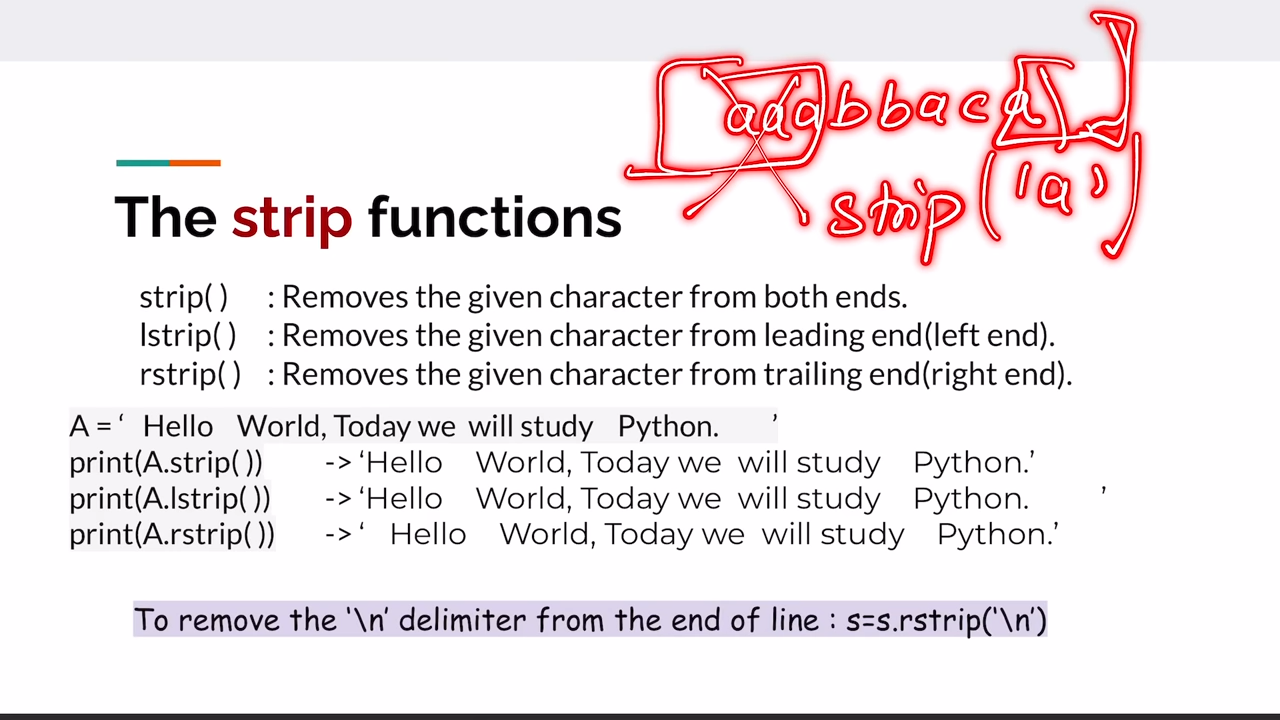 aaabbaca
strip('a')
The strip functions
strip( ) : Removes the given character from both ends.
lstrip( ) : Removes the given character from leading end(left end).
rstrip( ) : Removes the given character from trailing end(right end).
A = ‘ Hello World, Today we will study Python. ’
print(A.strip( )) -> ‘Hello World, Today we will study Python.’
print(A.lstrip( )) -> ‘Hello World, Today we will study Python. ’
print(A.rstrip( )) -> ‘ Hello World, Today we will study Python.’
To remove the ‘\n’ delimiter from the end of line : s=s.rstrip(‘\n’)